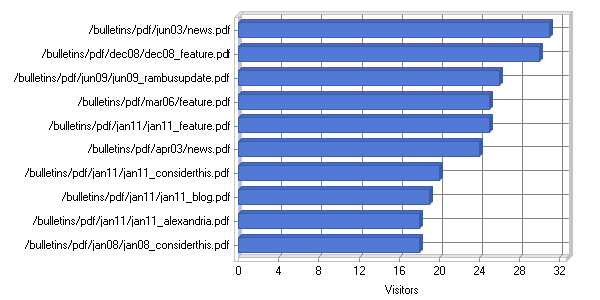 /bulletins/pdf/jun03/news.pdf
/bulletins/pdf/dec08/dec08_feature.pdf
/bulletins/pdf/jun09/jun09_rambusupdate.pdf
/bulletins/pdf/mar06/feature.pdf
/bulletins/pdf/jan11/jan11_feature.pdf
/bulletins/pdf/apr03/news.pdf
/bulletins/pdf/jan11/jan11_considerthis.pdf
/bulletins/pdf/jan11/jan11_blog.pdf
/bulletins/pdf/jan11/jan11_alexandria.pdf
/bulletins/pdf/jan08/jan08_considerthis.pdf
0 4 8 12 16 20 24 28 32
Visitors